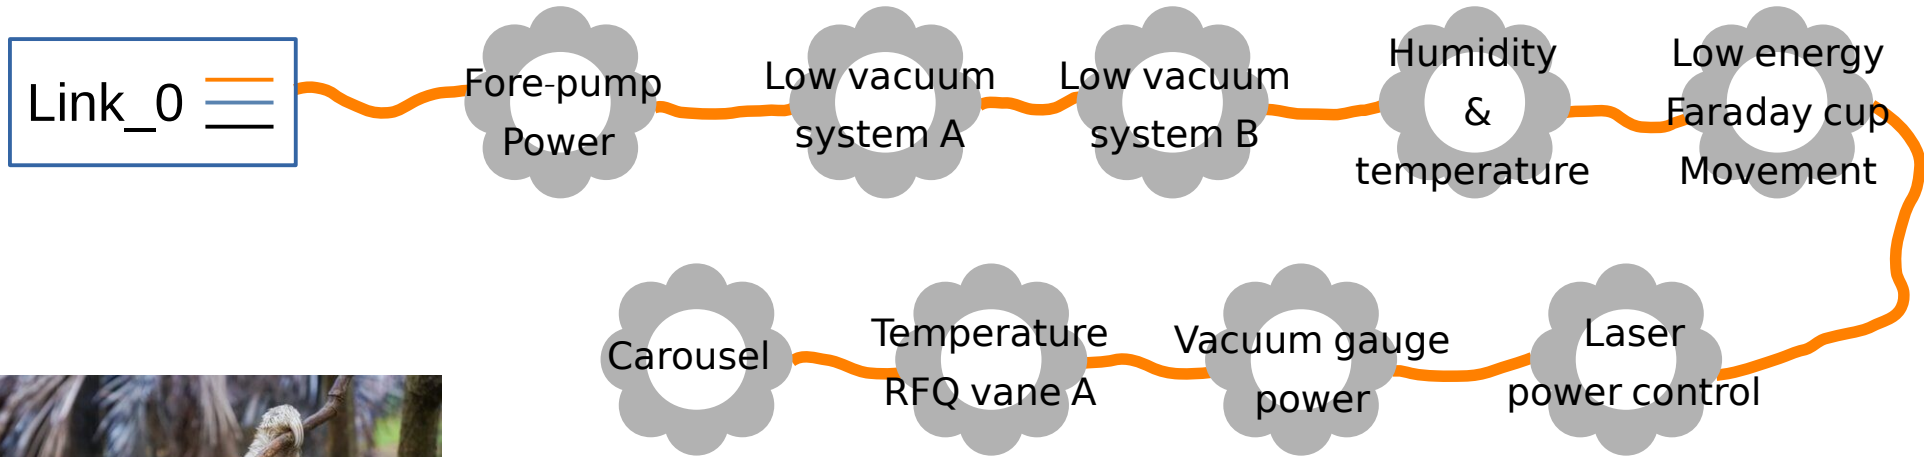 Link_0
Fore-pump
Power
Low vacuum
system A
Low vacuum
system B
Humidity
&
temperature
Low energy
Faraday cup
Movement
Carousel
Temperature
RFQ vane A
Vacuum gauge
power
Laser
power control